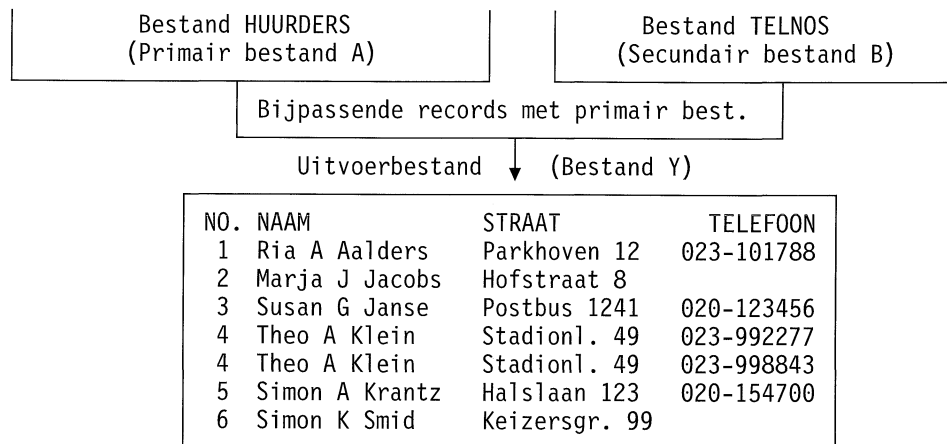 Bestand HUURDERS
(Primair bestand A)
Bestand TELNOS
(Secundair bestand B)
Bijpassende records met primair best.
Uitvoerbestand (Bestand Y)
NO. NAAM STRAAT TELEFOON
1 Ria A Aalders Parkhoven 12 023-101788
2 Marja J Jacobs Hofstraat 8
3 Susan G Janse Postbus 1241 020-123456
4 Theo A Klein Stadionl. 49 023-992277
4 Theo A Klein Stadionl. 49 023-998843
5 Simon A Krantz Halslaan 123 020-154700
6 Simon K Smid Keizersgr. 99